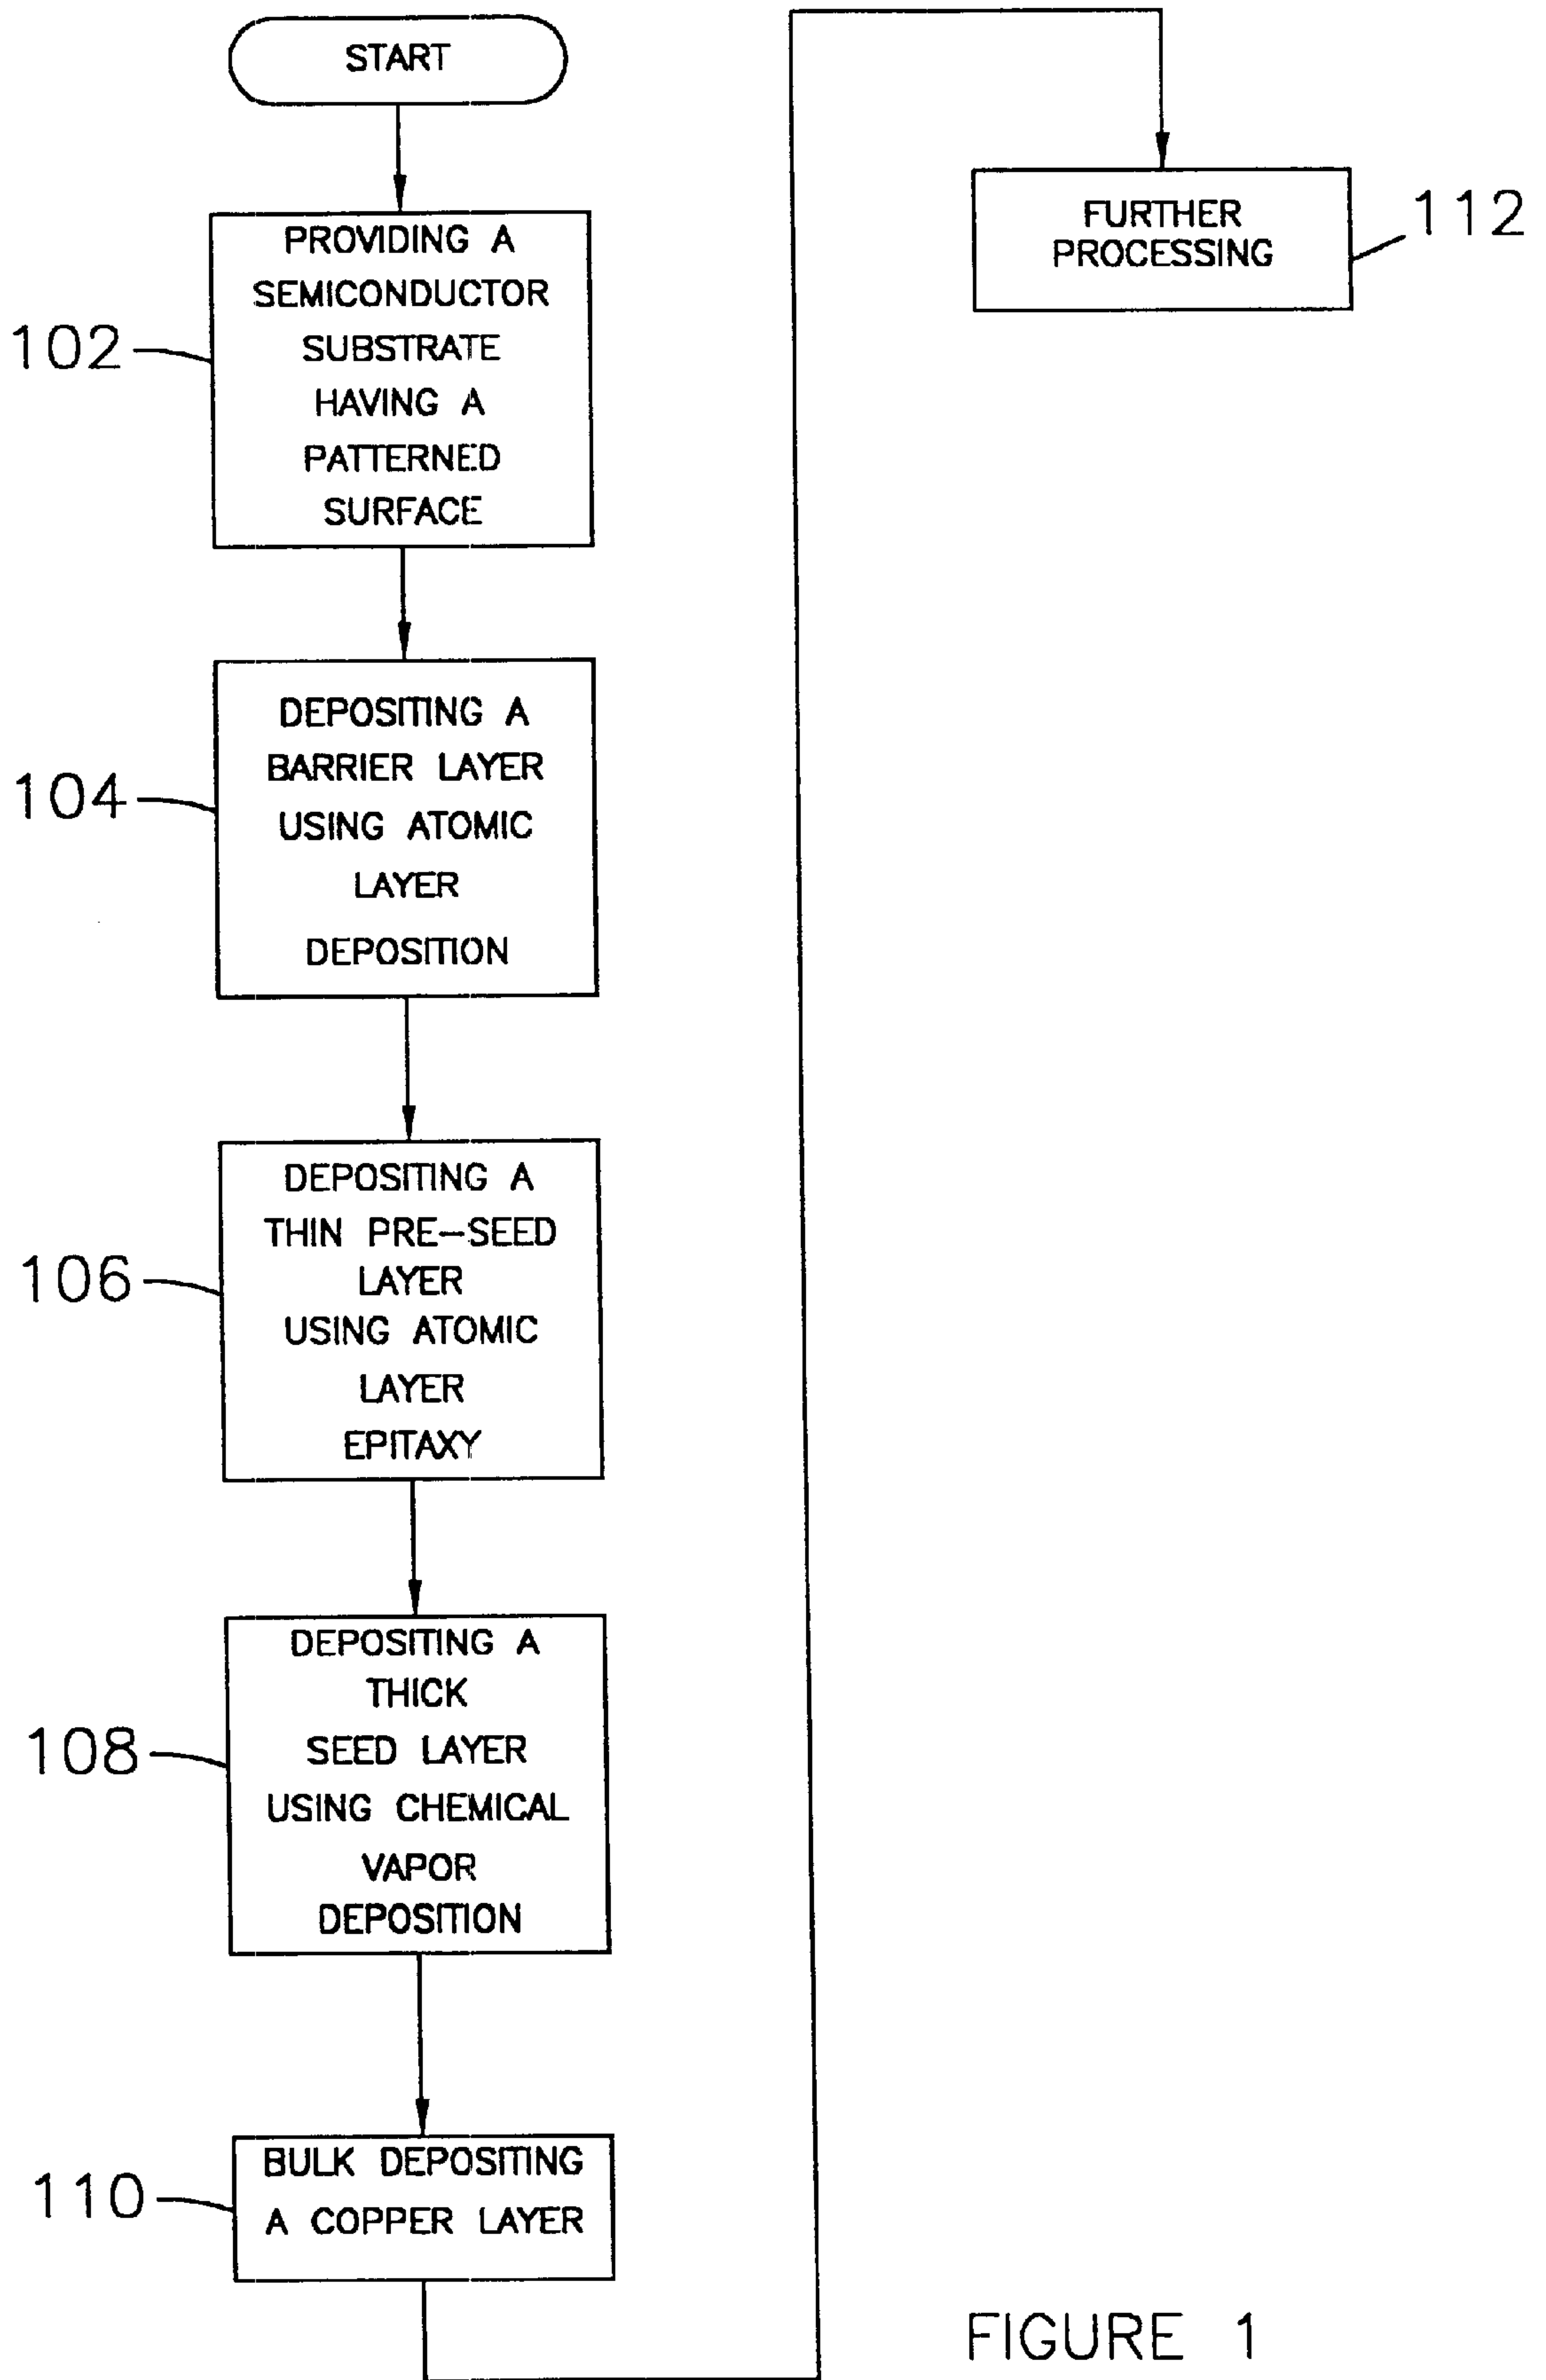 START
PROVIDING A
SEMICONDUCTOR
SUBSTRATE
HAVING A
PATTERNED
SURFACE
102
DEPOSITING A
BARRIER LAYER
USING ATOMIC
LAYER
DEPOSITION
104
DEPOSITING A
THIN PRE-SEED
LAYER
USING ATOMIC
LAYER
EPITAXY
106
DEPOSITING A
THICK
SEED LAYER
USING CHEMICAL
VAPOR
DEPOSITION
108
BULK DEPOSITING
A COPPER LAYER
110
FURTHER
PROCESSING
112
FIGURE 1